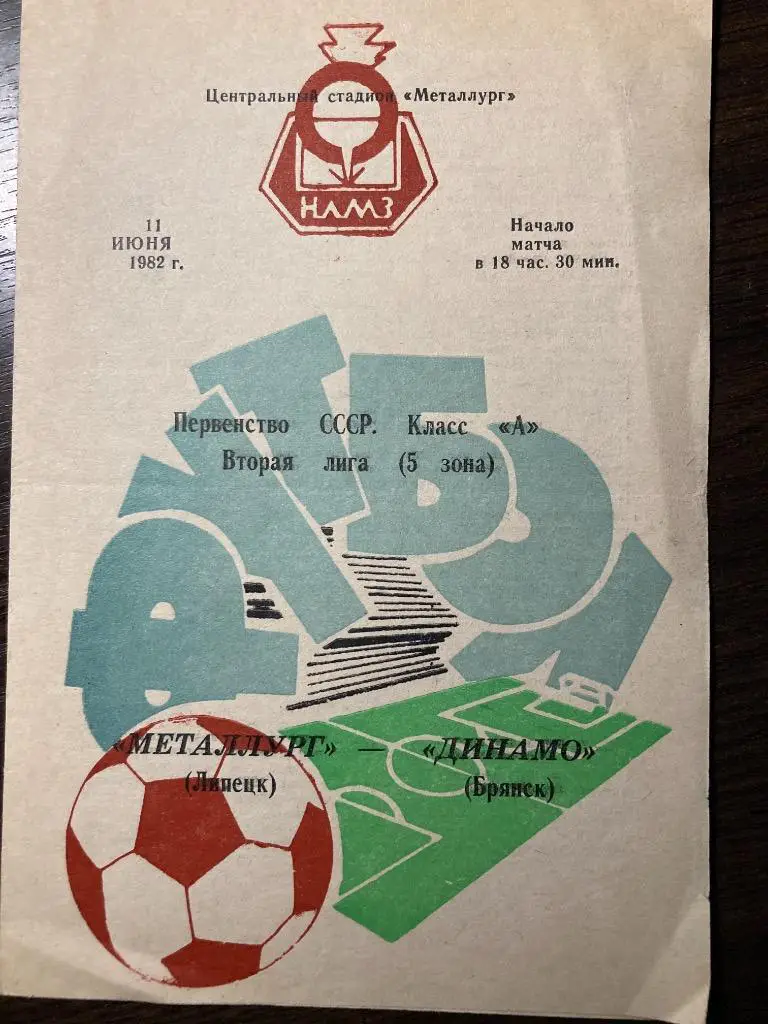 Центральный стадион «Металлург»
НЛМЗ
11
ИЮНЯ
1982 г.
Начало
матча
в 18 час. 30 мин.
ФУТБОЛ
Первенство СССР. Класс «А»
Вторая лига (5 зона)
«МЕТАЛЛУРГ» — «ДИНАМО»
(Липецк) (Брянск)